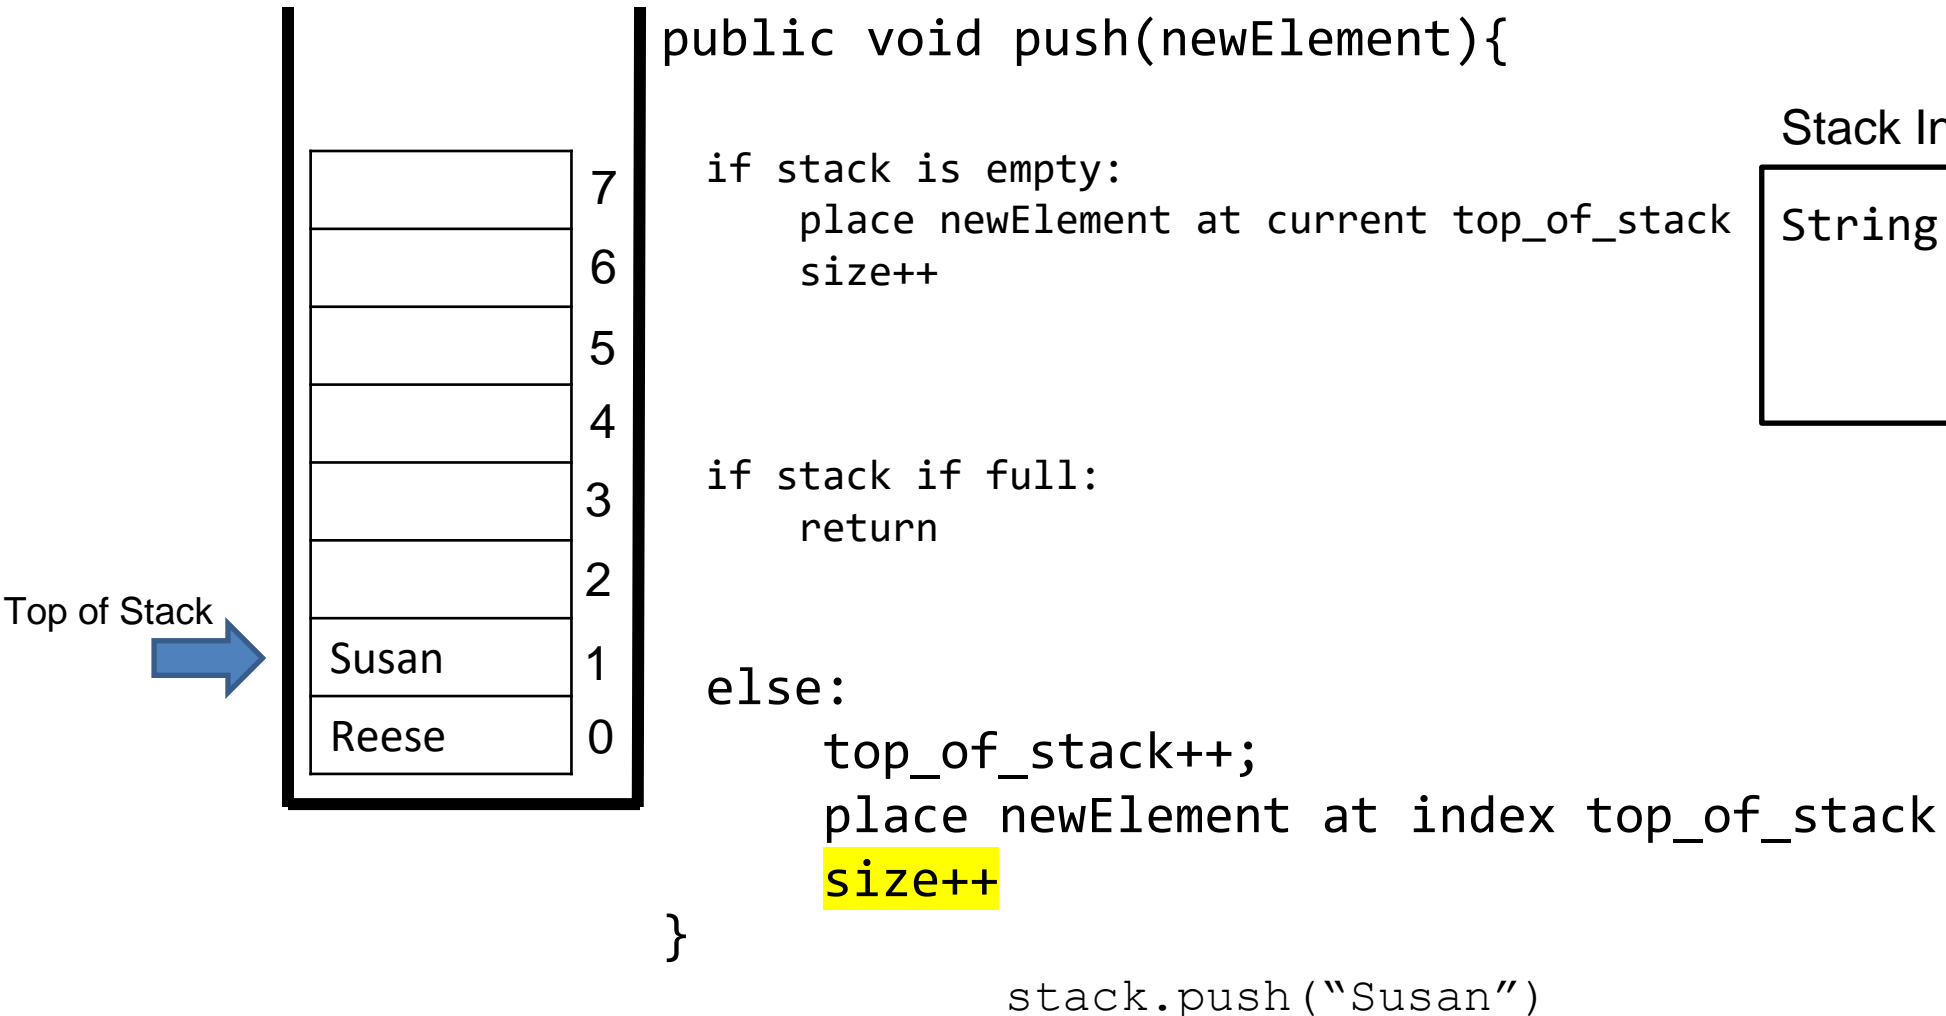 public void push(newElement){
Stack In
if stack is empty:
place newElement at current top_of_stack
size++
String
7
6
5
4
3
2
1
0
if stack if full:
return
Top of Stack
Susan
Reese
else:
top_of_stack++;
place newElement at index top_of_stack
size++
}
stack.push(“Susan”)